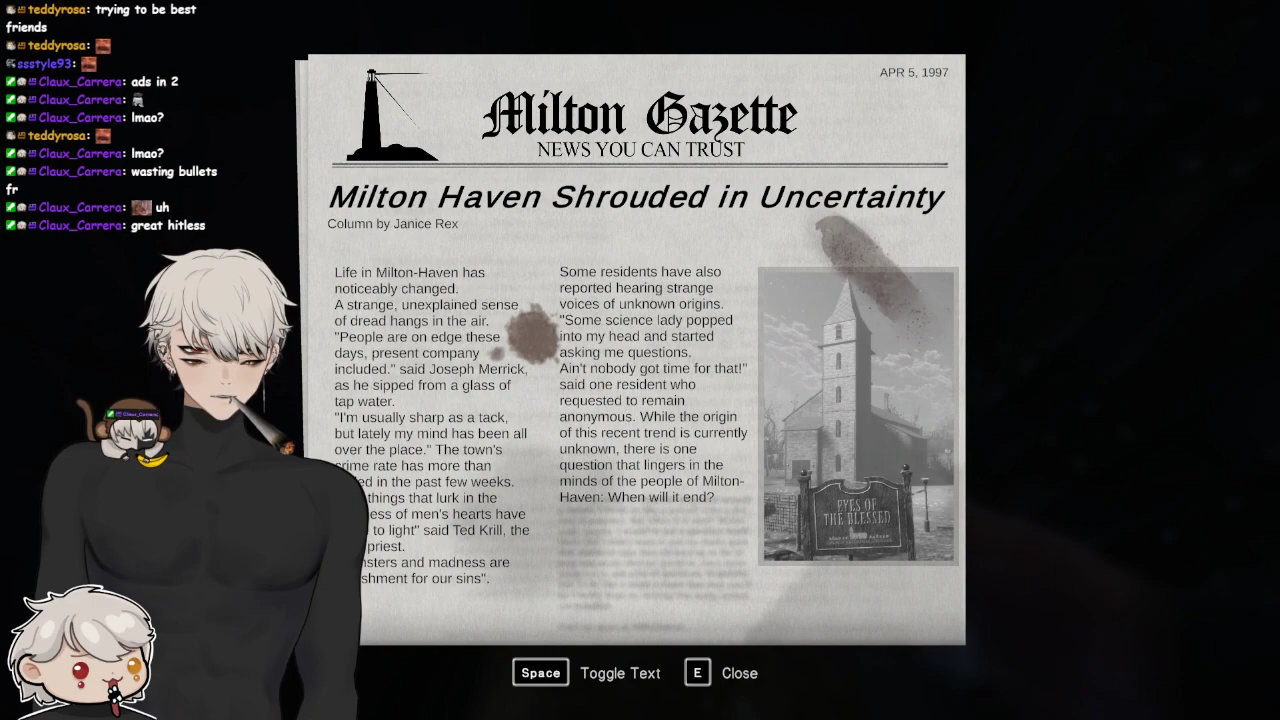 teddyrosa: trying to be best
friends
teddyrosa:
ssstyle93:
Claux_Carrera: ads in 2
Claux_Carrera:
Claux_Carrera: lmao?
teddyrosa:
Claux_Carrera: lmao?
Claux_Carrera: wasting bullets
fr
Claux_Carrera: uh
Claux_Carrera: great hitless
Claux_Carrera
APR 5, 1997
Milton Gazette
NEWS YOU CAN TRUST
Milton Haven Shrouded in Uncertainty
Column by Janice Rex
Life in Milton-Haven has
noticeably changed.
A strange, unexplained sense
of dread hangs in the air.
"People are on edge these
days, present company
included." said Joseph Merrick,
as he sipped from a glass of
tap water.
"I'm usually sharp as a tack,
but lately my mind has been all
over the place." The town's
crime rate has more than
ed in the past few weeks.
things that lurk in the
ess of men's hearts have
to light" said Ted Krill, the
priest.
nsters and madness are
shment for our sins".
Some residents have also
reported hearing strange
voices of unknown origins.
"Some science lady popped
into my head and started
asking me questions.
Ain't nobody got time for that!"
said one resident who
requested to remain
anonymous. While the origin
of this recent trend is currently
unknown, there is one
question that lingers in the
minds of the people of Milton-
Haven: When will it end?
EYES OF
THE BLESSED
Space Toggle Text E Close